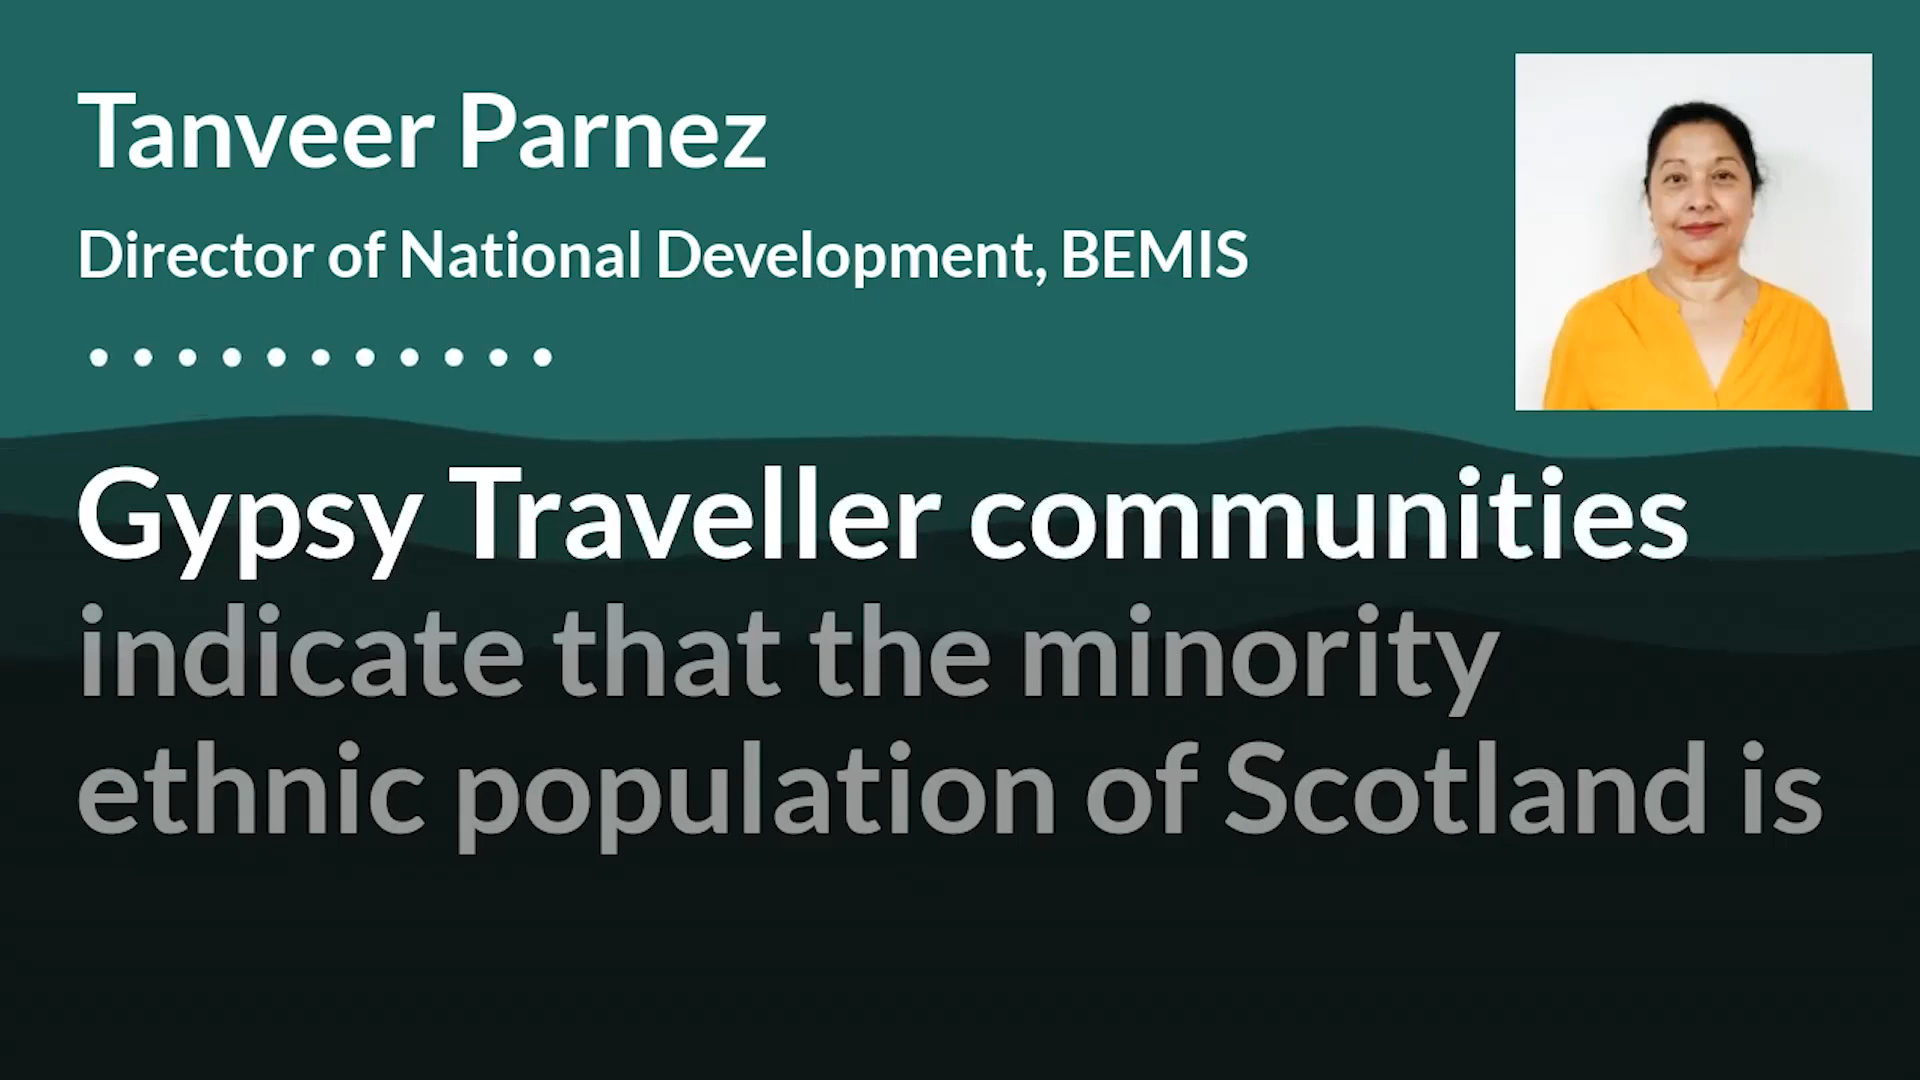 Tanveer Parnez
Director of National Development, BEMIS
Gypsy Traveller communities
indicate that the minority
ethnic population of Scotland is